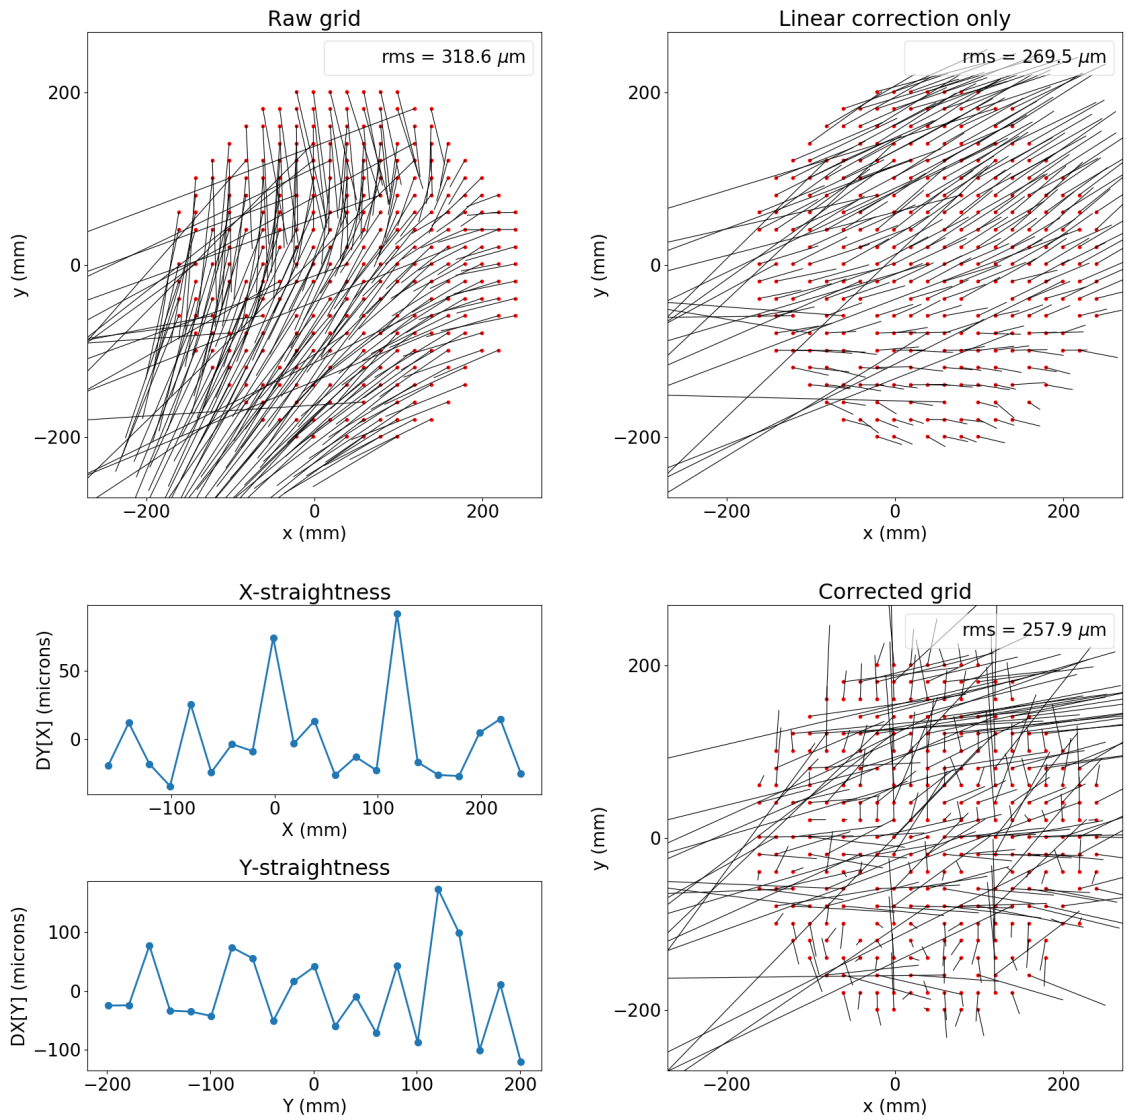 Raw grid
rms = 318.6 μm
y (mm)
200
0
−200
−200
0
200
x (mm)
Linear correction only
rms = 269.5 μm
y (mm)
200
0
−200
−200
0
200
x (mm)
X-straightness
DY[X] (microns)
50
0
−100
0
100
200
X (mm)
Y-straightness
DX[Y] (microns)
100
0
−100
−200
−100
0
100
200
Y (mm)
Corrected grid
rms = 257.9 μm
y (mm)
200
0
−200
−200
0
200
x (mm)